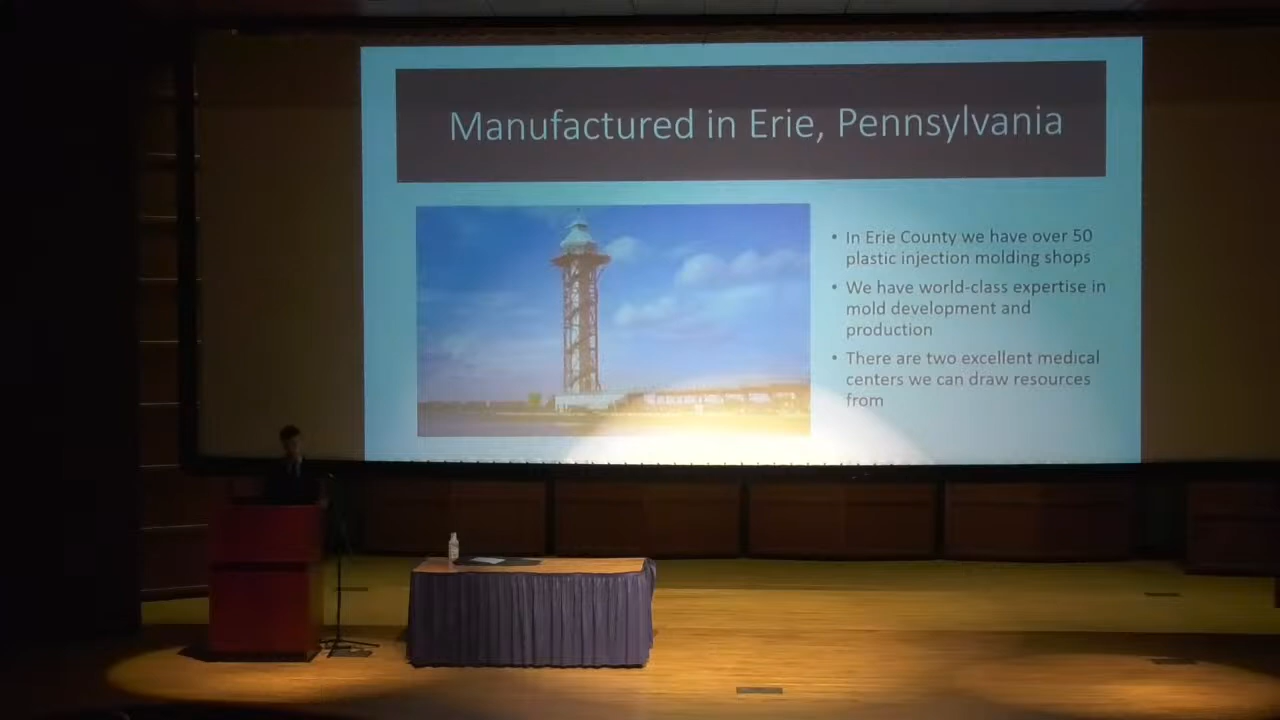 Manufactured in Erie, Pennsylvania
• In Erie County we have over 50
plastic injection molding shops
• We have world-class expertise in
mold development and
production
• There are two excellent medical
centers we can draw resources
from